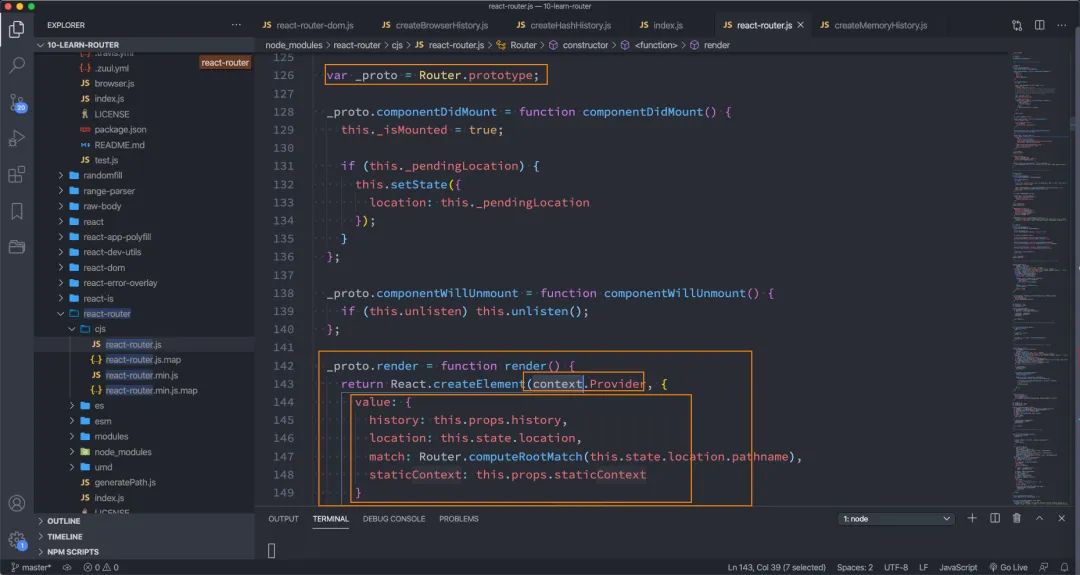 react-router.js — 10-learn-router
EXPLORER
react-router-dom.js
createBrowserHistory.js
createHashHistory.js
index.js
react-router.js
createMemoryHistory.js
10-LEARN-ROUTER
node_modules > react-router > cjs > JS react-router.js > Router > constructor > <function> > render
.travis.yml
.zuul.yml
JS browser.js
JS index.js
LICENSE
package.json
README.md
JS test.js
randomfill
range-parser
raw-body
react
react-app-polyfill
react-dev-utils
react-dom
react-error-overlay
react-is
react-router
cjs
JS react-router.js
{..} react-router.js.map
JS react-router.min.js
{..} react-router.min.js.map
es
esm
modules
node_modules
umd
JS generatePath.js
JS index.js
LICENSE
OUTLINE
TIMELINE
NPM SCRIPTS
react-router
20
1
125
126 var _proto = Router.prototype;
127
128 _proto.componentDidMount = function componentDidMount() {
129 this._isMounted = true;
130
131 if (this._pendingLocation) {
132 this.setState({
133 location: this._pendingLocation
134 });
135 }
136 };
137
138 _proto.componentWillUnmount = function componentWillUnmount() {
139 if (this.unlisten) this.unlisten();
140 };
141
142 _proto.render = function render() {
143 return React.createElement(context.Provider, {
144 value: {
145 history: this.props.history,
146 location: this.state.location,
147 match: Router.computeRootMatch(this.state.location.pathname),
148 staticContext: this.props.staticContext
149 }
OUTPUT TERMINAL DEBUG CONSOLE PROBLEMS
1: node
master*
0 0
Ln 143, Col 39 (7 selected) Spaces: 2 UTF-8 LF JavaScript Go Live